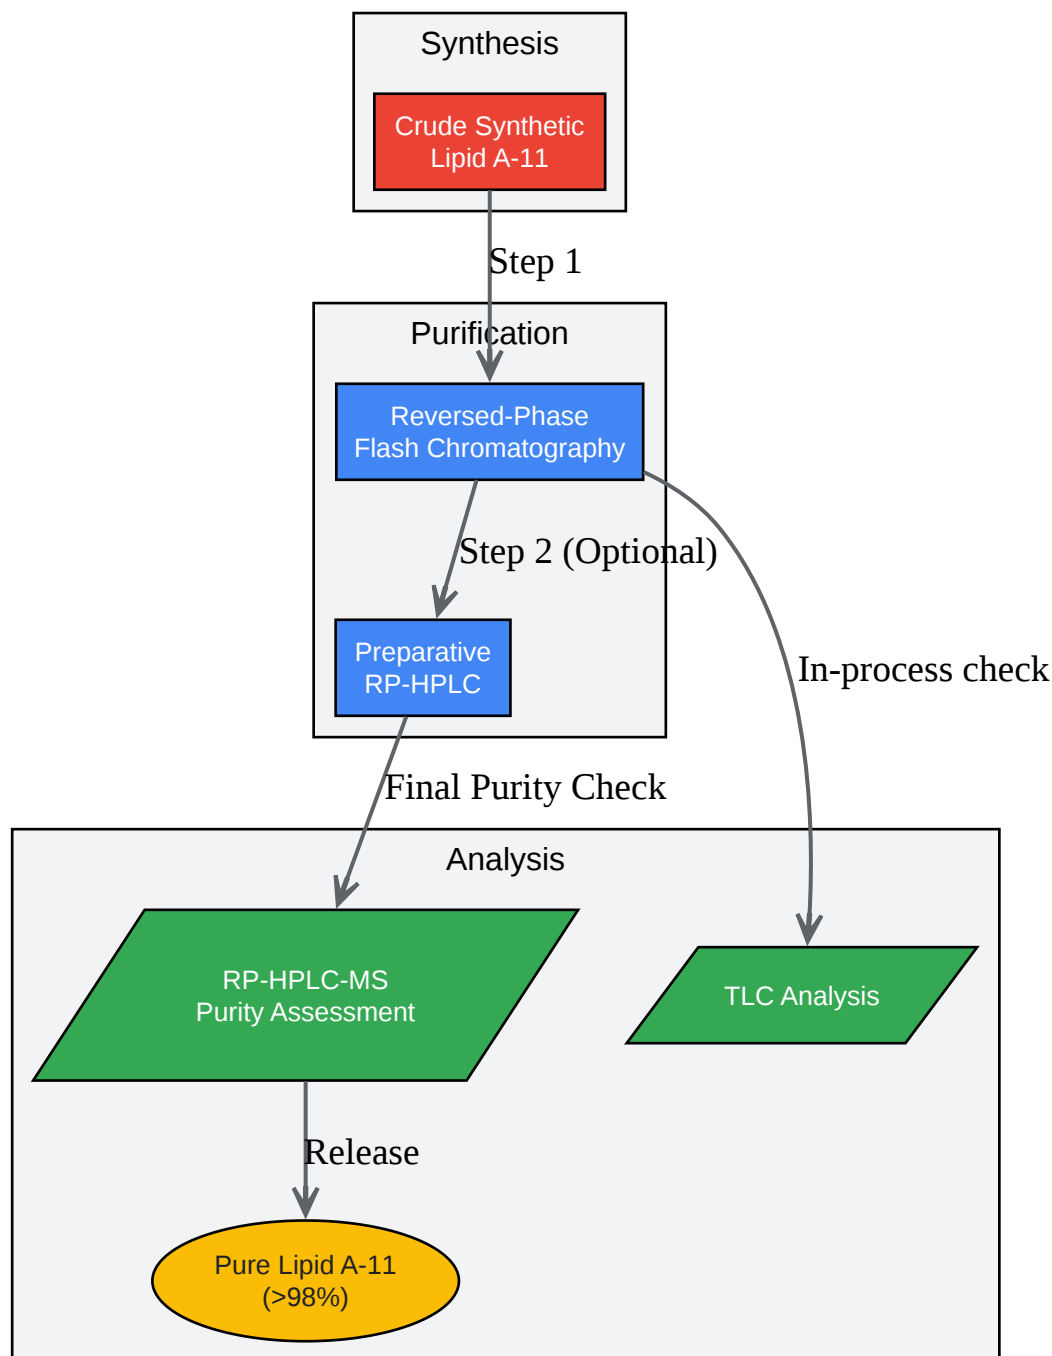 Synthesis
Crude Synthetic
Lipid A-11
Step 1
Purification
Reversed-Phase
Flash Chromatography
Step 2 (Optional)
Preparative
RP-HPLC
In-process check
Final Purity Check
Analysis
RP-HPLC-MS
Purity Assessment
TLC Analysis
Release
Pure Lipid A-11
(>98%)